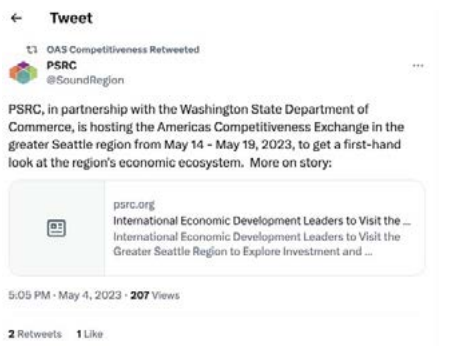 Tweet
OAS Competitiveness Retweeted
PSRC
@SoundRegion
PSRC, in partnership with the Washington State Department of
Commerce, is hosting the Americas Competitiveness Exchange in the
greater Seattle region from May 14 - May 19, 2023, to get a first-hand
look at the region's economic ecosystem. More on story:
psrc.org
International Economic Development Leaders to Visit the ...
International Economic Development Leaders to Visit the
Greater Seattle Region to Explore Investment and ...
5:05 PM · May 4, 2023 · 207 Views
2 Retweets 1 Like